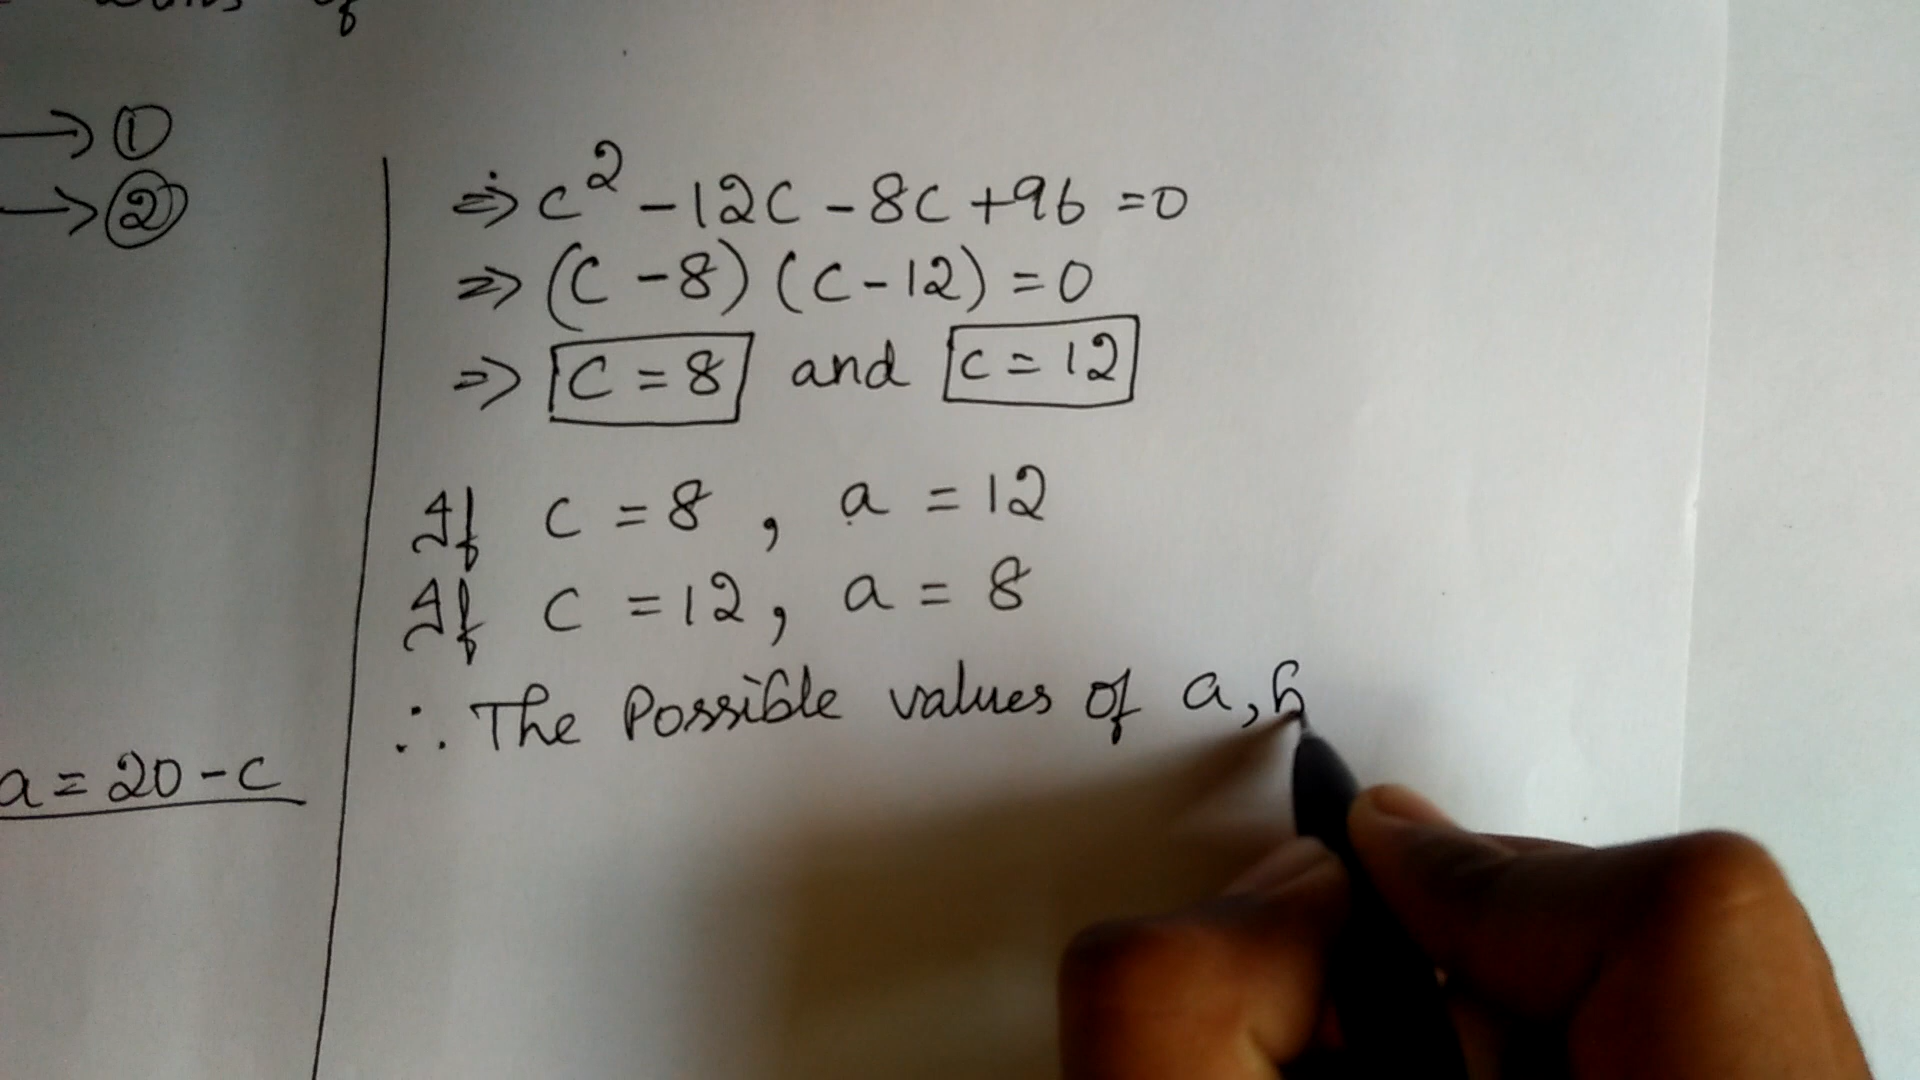 of
→ ①
→ ②
a = 20 - c
⇒ c² - 12c - 8c + 96 = 0
⇒ (c - 8) (c - 12) = 0
⇒ c = 8 and c = 12
If c = 8, a = 12
If c = 12, a = 8
∴ The Possible values of a, b